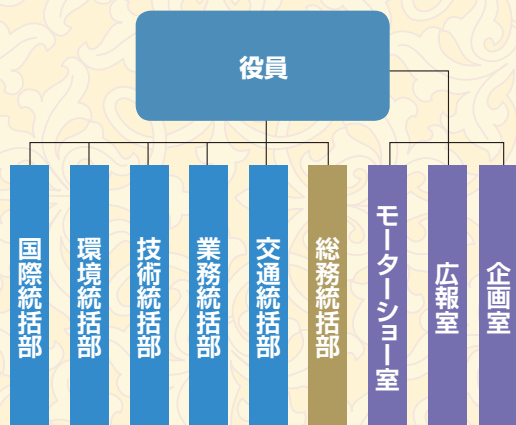 役員
国際統括部
環境統括部
技術統括部
業務統括部
交通統括部
総務統括部
モーターショー室
広報室
企画室